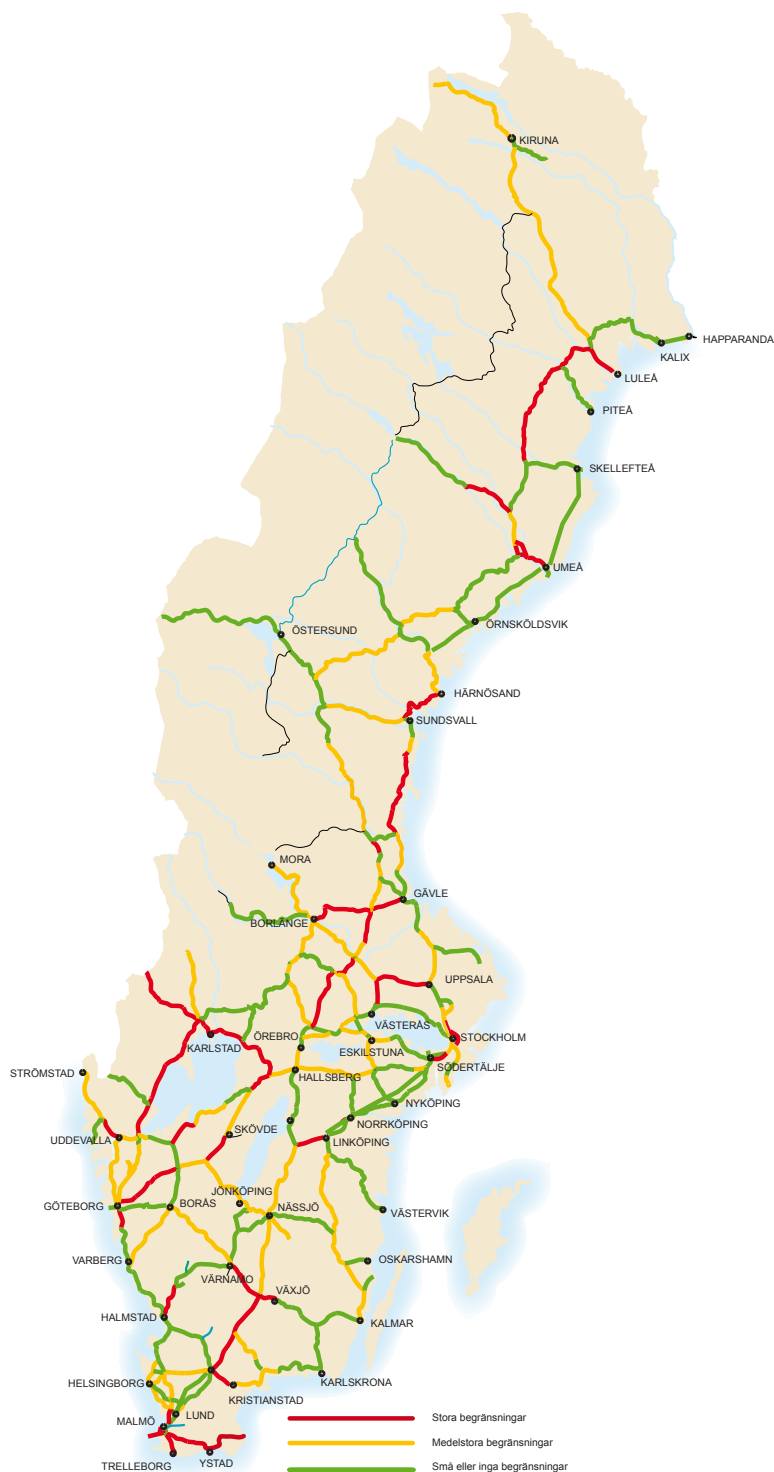 KIRUNA
HAPPARANDA
KALIX
LULEÅ
PITEÅ
SKELLEFTEÅ
UMEÅ
ÖRNSKÖLDSVIK
ÖSTERSUND
HÄRNÖSAND
SUNDSVALL
MORA
GÄVLE
BORLÄNGE
UPPSALA
VÄSTERÅS
KARLSTAD
ÖREBRO
STOCKHOLM
ESKILSTUNA
SÖDERTÄLJE
STRÖMSTAD
HALLSBERG
NYKÖPING
NORRKÖPING
SKÖVDE
UDDEVALLA
LINKÖPING
JÖNKÖPING
GÖTEBORG
BORÅS
NÄSSJÖ
VÄSTERVIK
VARBERG
OSKARSHAMN
VÄRNAMO
VÄXJÖ
HALMSTAD
KALMAR
HELSINGBORG
KARLSKRONA
KRISTIANSTAD
LUND
MALMÖ
TRELLEBORG
YSTAD
Stora begränsningar
Medelstora begränsningar
Små eller inga begränsningar